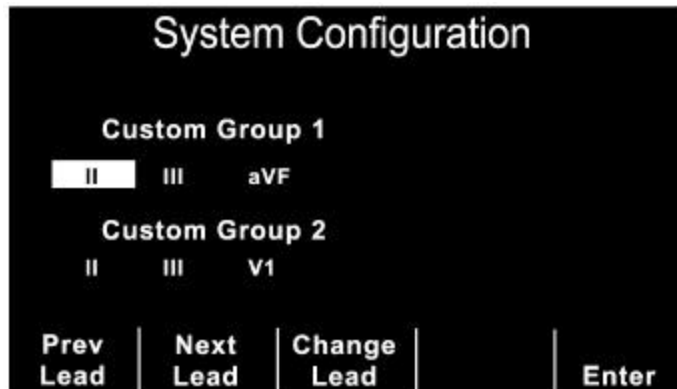 System Configuration
Custom Group 1
II III aVF
Custom Group 2
II III V1
Prev Next Change
Lead Lead Lead Enter